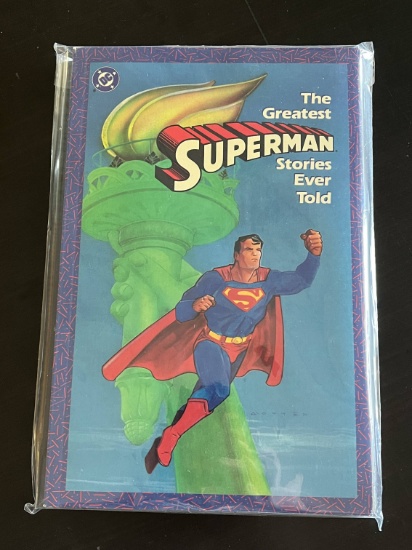 DC
The
Greatest
SUPERMAN
Stories
Ever
Told
S